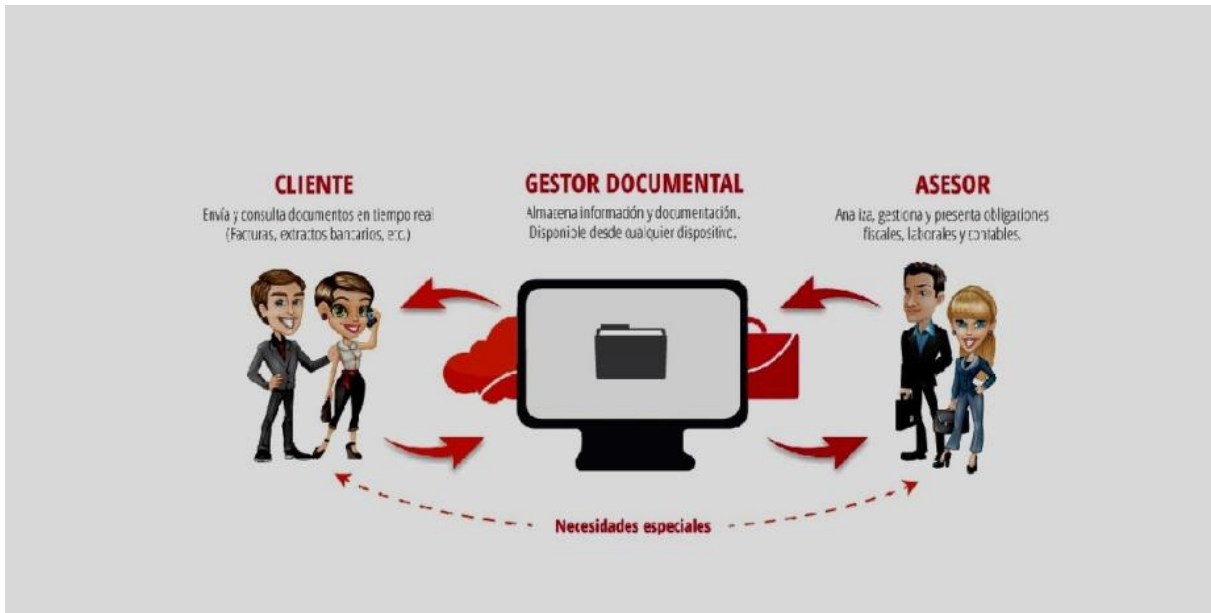 CLIENTE
Envía y consulta documentos en tiempo real
(Facturas, extractos bancarios, etc.)
GESTOR DOCUMENTAL
Almacena información y documentación.
Disponible desde cualquier dispositivo.
ASESOR
Analiza, gestiona y presenta obligaciones
fiscales, laborales y contables.
Necesidades especiales